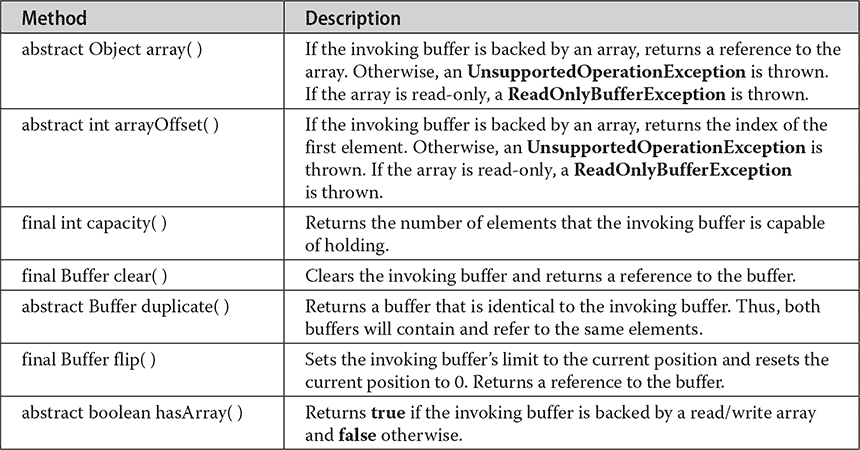 Method Description
abstract Object array( ) If the invoking buffer is backed by an array, returns a reference to the
array. Otherwise, an UnsupportedOperationException is thrown.
If the array is read-only, a ReadOnlyBufferException is thrown.
abstract int arrayOffset( ) If the invoking buffer is backed by an array, returns the index of the
first element. Otherwise, an UnsupportedOperationException is
thrown. If the array is read-only, a ReadOnlyBufferException
is thrown.
final int capacity( ) Returns the number of elements that the invoking buffer is capable
of holding.
final Buffer clear( ) Clears the invoking buffer and returns a reference to the buffer.
abstract Buffer duplicate( ) Returns a buffer that is identical to the invoking buffer. Thus, both
buffers will contain and refer to the same elements.
final Buffer flip( ) Sets the invoking buffer’s limit to the current position and resets the
current position to 0. Returns a reference to the buffer.
abstract boolean hasArray( ) Returns true if the invoking buffer is backed by a read/write array
and false otherwise.